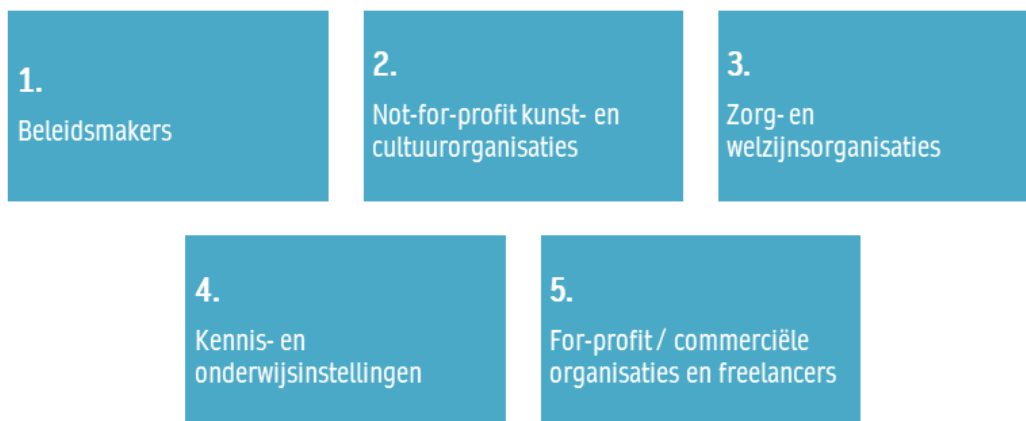 1.
Beleidsmakers
2.
Not-for-profit kunst- en
cultuurorganisaties
3.
Zorg- en
welzijnsorganisaties
4.
Kennis- en
onderwijsinstellingen
5.
For-profit / commerciële
organisaties en freelancers